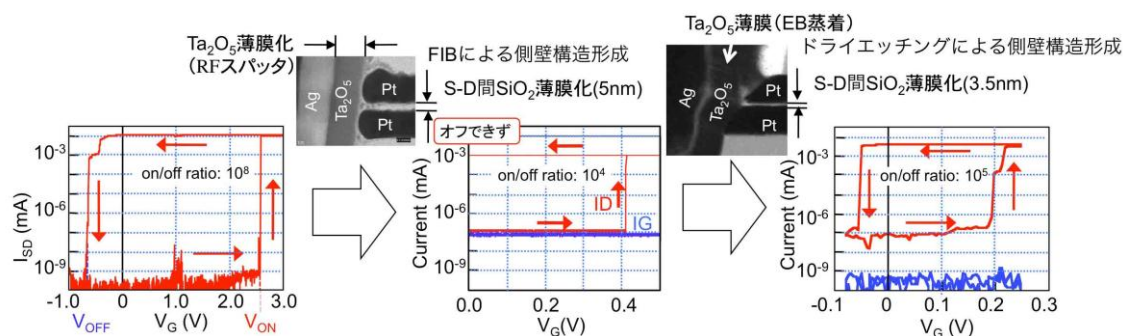 Ta₂O₅薄膜化
(RFスパッタ)
FIBによる側壁構造形成
S-D間SiO₂薄膜化(5nm)
Ag
Ta₂O₅
Pt
Pt
Ta₂O₅薄膜(EB蒸着)
ドライエッチングによる側壁構造形成
S-D間SiO₂薄膜化(3.5nm)
Ag
Ta₂O₅
Pt
Pt
I_SD (mA)
10⁻³
10⁻⁶
10⁻⁹
on/off ratio: 10⁸
-1.0 0 1.0 2.0 3.0
V_OFF V_G (V) V_ON
オフできず
Current (mA)
10⁻³
10⁻⁶
10⁻⁹
on/off ratio: 10⁴
ID
IG
0 0.2 0.4
V_G(V)
Current (mA)
10⁻³
10⁻⁶
10⁻⁹
on/off ratio: 10⁵
-0.1 0 0.1 0.2 0.3
V_G (V)